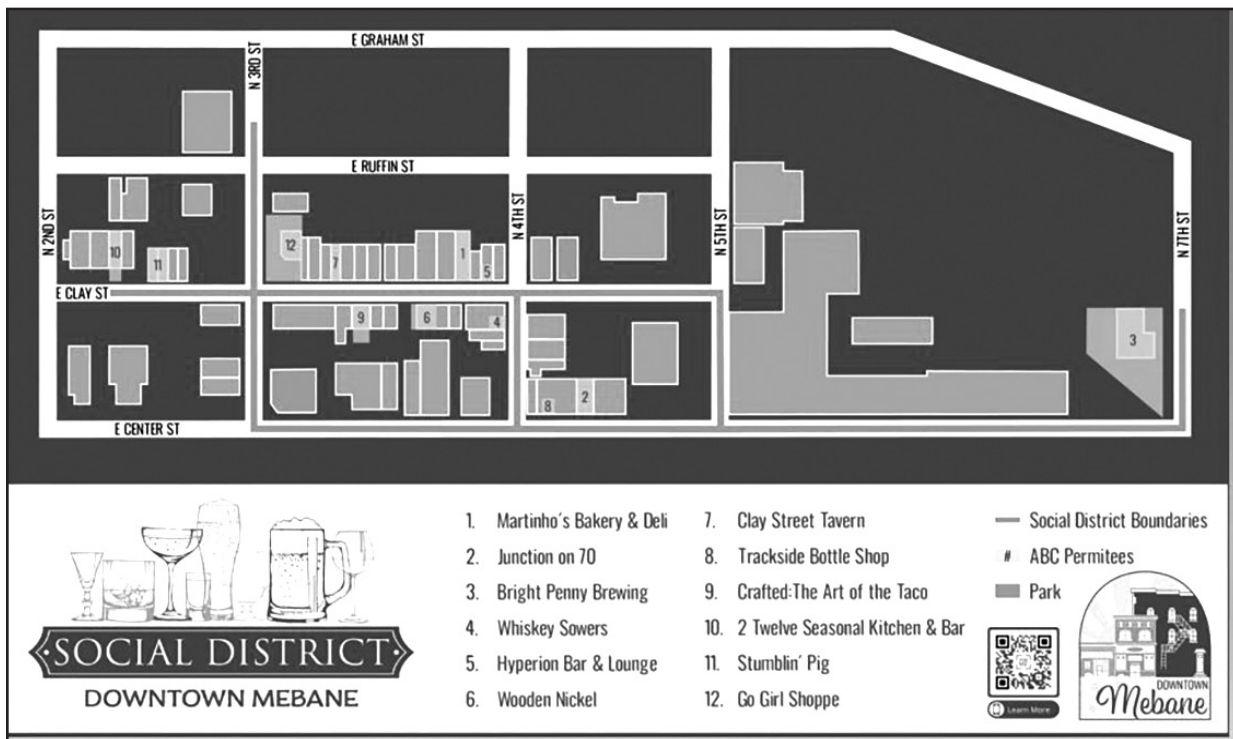 E GRAHAM ST
N 3RD ST
E RUFFIN ST
N 2ND ST
N 4TH ST
N 5TH ST
N 7TH ST
12
10
11
7
1
5
E CLAY ST
9
6
4
3
8
2
E CENTER ST
SOCIAL DISTRICT
DOWNTOWN MEBANE
1. Martinho's Bakery & Deli
2. Junction on 70
3. Bright Penny Brewing
4. Whiskey Sowers
5. Hyperion Bar & Lounge
6. Wooden Nickel
7. Clay Street Tavern
8. Trackside Bottle Shop
9. Crafted:The Art of the Taco
10. 2 Twelve Seasonal Kitchen & Bar
11. Stumblin' Pig
12. Go Girl Shoppe
Social District Boundaries
# ABC Permitees
Park
Learn More
DOWNTOWN
Mebane